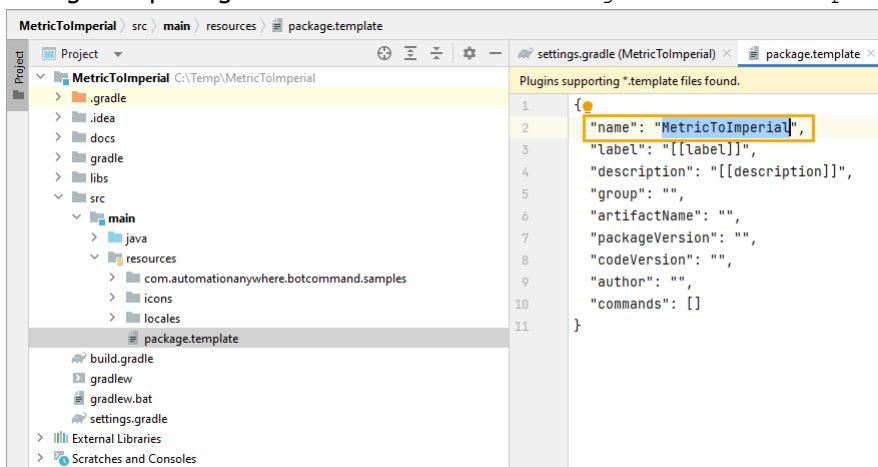 MetricToImperial > src > main > resources > package.template
Project
Project
settings.gradle (MetricToImperial) ×
package.template ×
MetricToImperial C:\Temp\MetricToImperial
.gradle
.idea
docs
gradle
libs
src
main
java
resources
com.automationanywhere.botcommand.samples
icons
locales
package.template
build.gradle
gradlew
gradlew.bat
settings.gradle
External Libraries
Scratches and Consoles
Plugins supporting *.template files found.
1 {
2 "name": "MetricToImperial",
3 "label": "[[label]]",
4 "description": "[[description]]",
5 "group": "",
6 "artifactName": "",
7 "packageVersion": "",
8 "codeVersion": "",
9 "author": "",
10 "commands": []
11 }